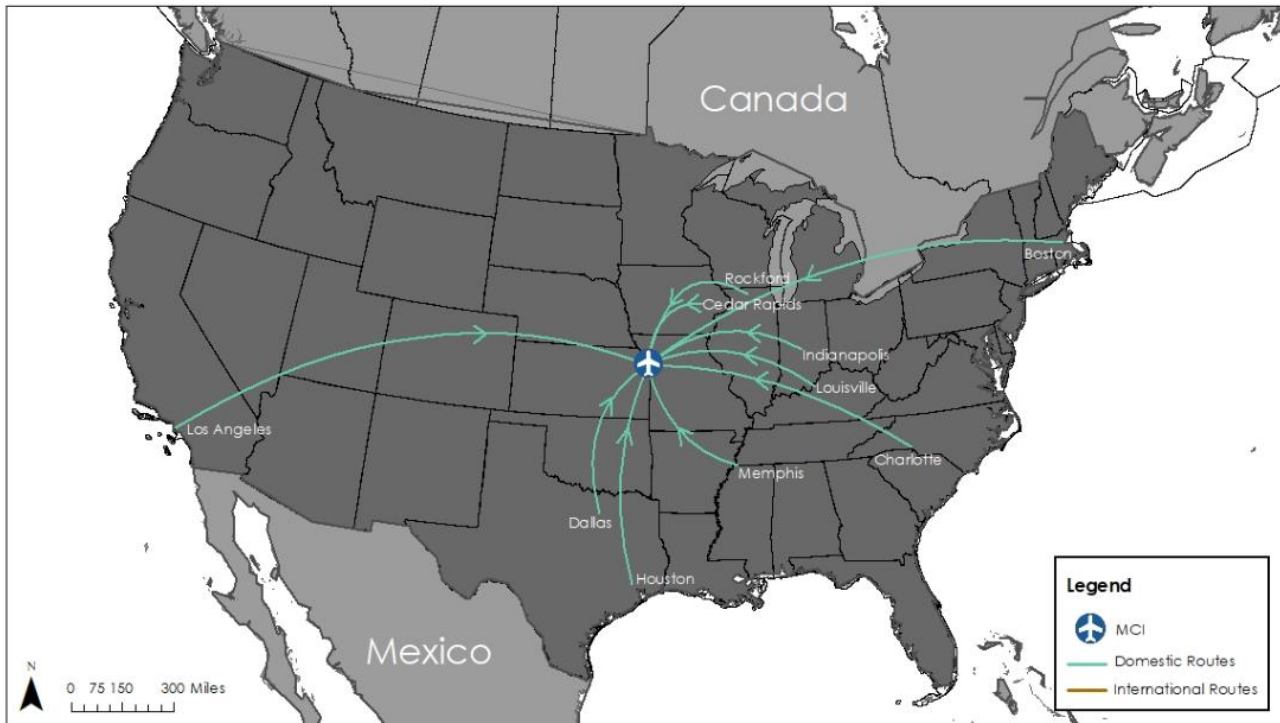 Canada
Boston
Rockford
Cedar Rapids
Indianapolis
Louisville
Los Angeles
Charlotte
Memphis
Dallas
Houston
Mexico
N
0 75 150 300 Miles
Legend
MCI
Domestic Routes
International Routes